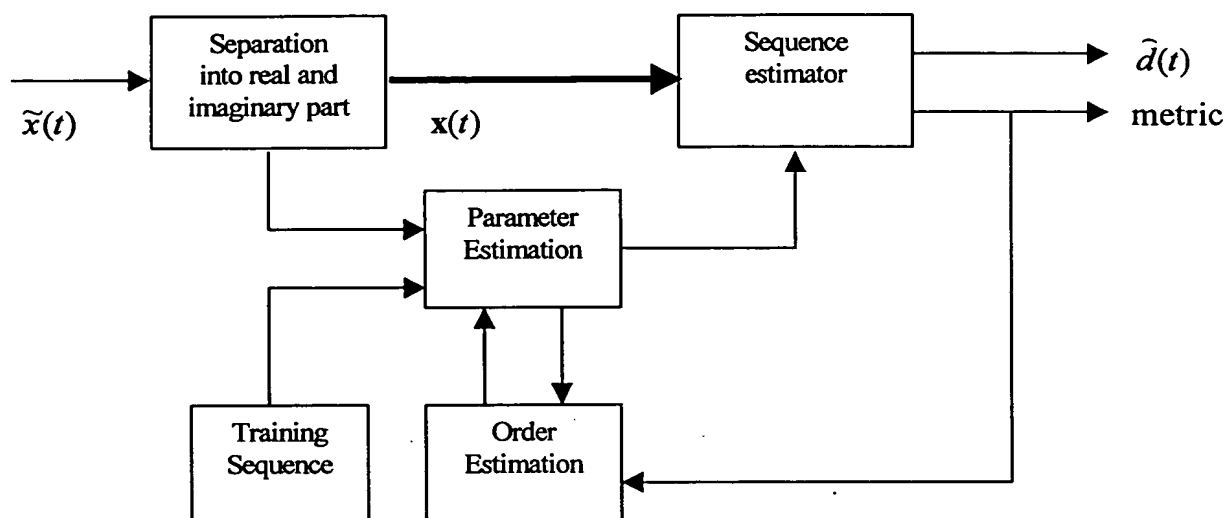 Separation
into real and
imaginary part
Sequence
estimator
x̃(t)
x(t)
d̂(t)
metric
Parameter
Estimation
Training
Sequence
Order
Estimation